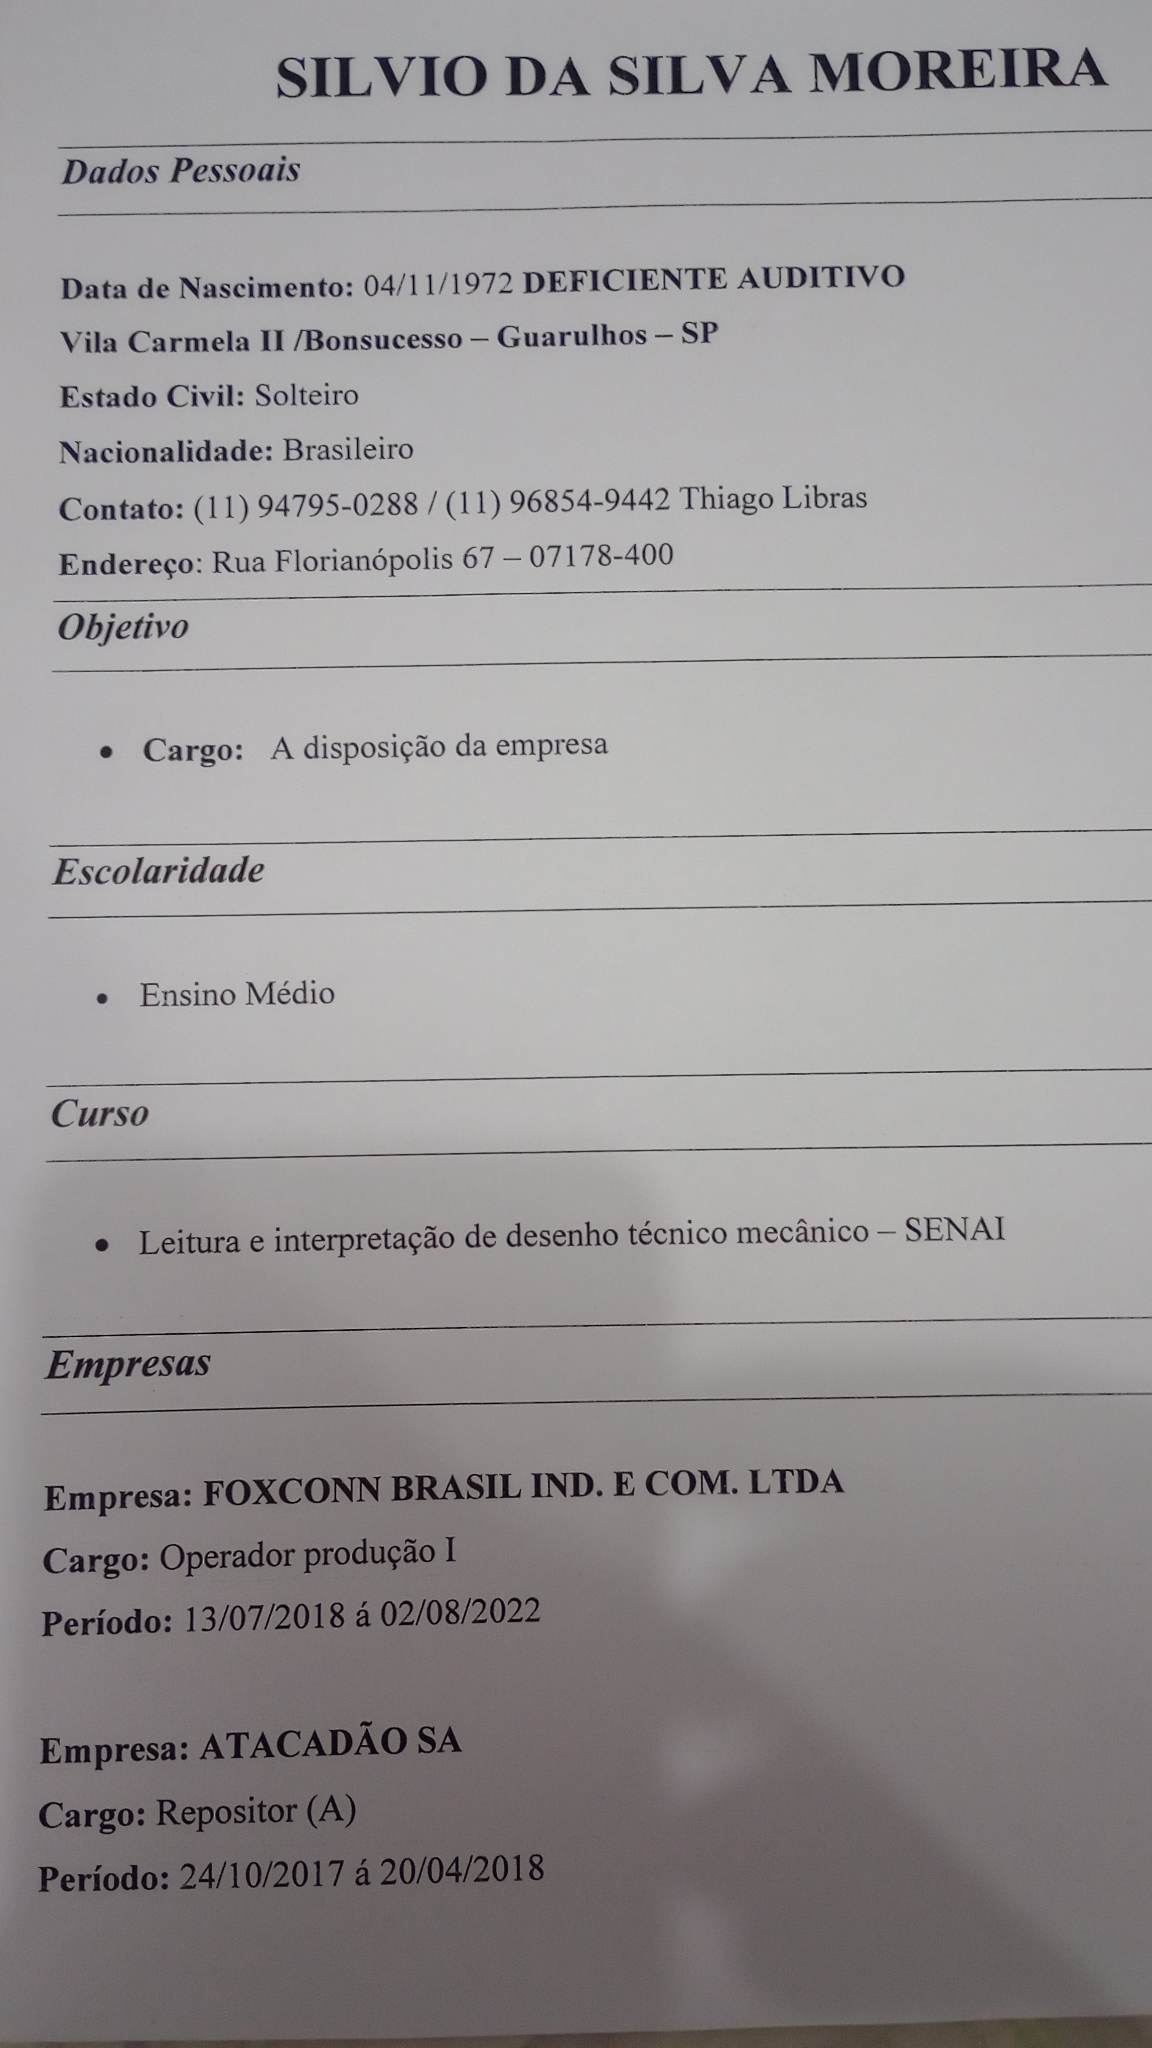 SILVIO DA SILVA MOREIRA
Dados Pessoais
Data de Nascimento: 04/11/1972 DEFICIENTE AUDITIVO
Vila Carmela II /Bonsucesso – Guarulhos – SP
Estado Civil: Solteiro
Nacionalidade: Brasileiro
Contato: (11) 94795-0288 / (11) 96854-9442 Thiago Libras
Endereço: Rua Florianópolis 67 – 07178-400
Objetivo
• Cargo: A disposição da empresa
Escolaridade
• Ensino Médio
Curso
• Leitura e interpretação de desenho técnico mecânico – SENAI
Empresas
Empresa: FOXCONN BRASIL IND. E COM. LTDA
Cargo: Operador produção I
Período: 13/07/2018 á 02/08/2022
Empresa: ATACADÃO SA
Cargo: Repositor (A)
Período: 24/10/2017 á 20/04/2018